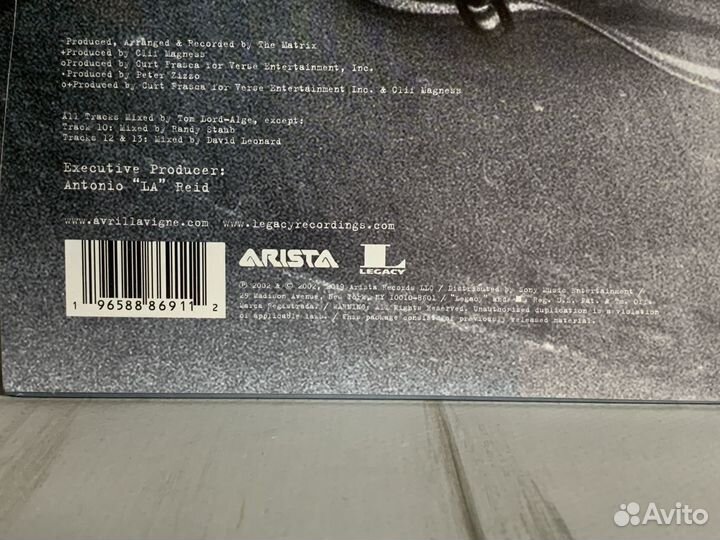 ~Produced, Arranged & Recorded by The Matrix
+Produced by Clif Magness
oProduced by Curt Frasca for Verse Entertainment, Inc.
•Produced by Peter Zizzo
o+Produced by Curt Frasca for Verse Entertainment Inc. & Clif Magness
All Tracks Mixed by Tom Lord-Alge, except:
Track 10: Mixed by Randy Staub
Tracks 12 & 13: Mixed by David Leonard
Executive Producer:
Antonio "LA" Reid
www.avrillavigne.com www.legacyrecordings.com
ARISTA L LEGACY
1 96588 86911 2
℗ 2002 & © 2002, 2019 Arista Records LLC / Distributed by Sony Music Entertainment /
25 Madison Avenue, New York, NY 10010-8601 / "Legacy," and L Reg. U.S. Pat. & Tm. Off.
Marca Registrada. / WARNING: All Rights Reserved. Unauthorized duplication is a violation
of applicable laws. / This package consists of previously released material.
Avito